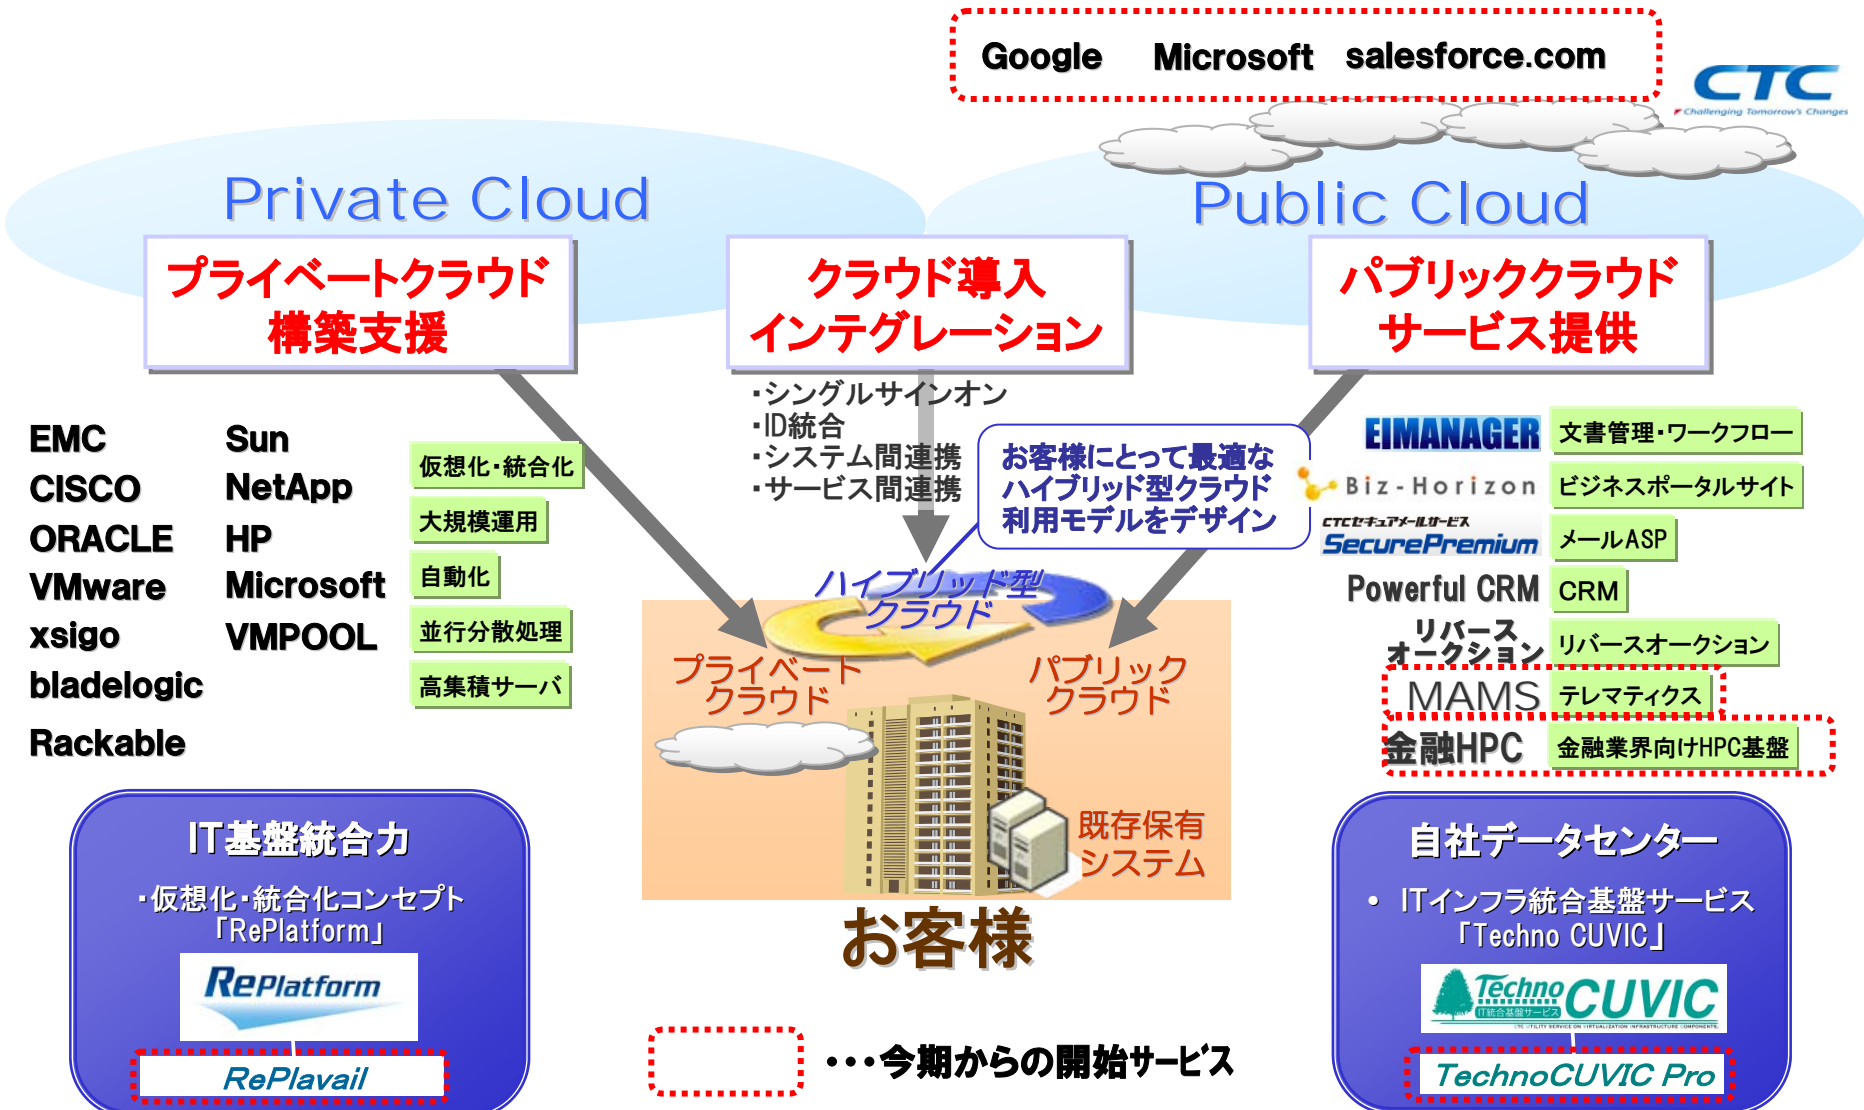 Google Microsoft salesforce.com
CTC
Challenging Tomorrow's Changes
Private Cloud
Public Cloud
プライベートクラウド
構築支援
クラウド導入
インテグレーション
パブリッククラウド
サービス提供
・シングルサインオン
・ID統合
・システム間連携
・サービス間連携
お客様にとって最適な
ハイブリッド型クラウド
利用モデルをデザイン
EMC
CISCO
ORACLE
VMware
xsigo
bladelogic
Rackable
Sun
NetApp
HP
Microsoft
VMPOOL
仮想化・統合化
大規模運用
自動化
並行分散処理
高集積サーバ
ハイブリッド型
クラウド
プライベート
クラウド
パブリック
クラウド
既存保有
システム
お客様
EIMANAGER 文書管理・ワークフロー
Biz-Horizon ビジネスポータルサイト
CTCセキュアメールサービス
SecurePremium メールASP
Powerful CRM CRM
リバース
オークション リバースオークション
MAMS テレマティクス
金融HPC 金融業界向けHPC基盤
IT基盤統合力
・仮想化・統合化コンセプト
「RePlatform」
RePlatform
RePlavail
自社データセンター
• ITインフラ統合基盤サービス
「Techno CUVIC」
Techno CUVIC
IT統合基盤サービス
CTC UTILITY SERVICE ON VIRTUALIZATION INFRASTRUCTURE COMPONENTS.
TechnoCUVIC Pro
・・・今期からの開始サービス